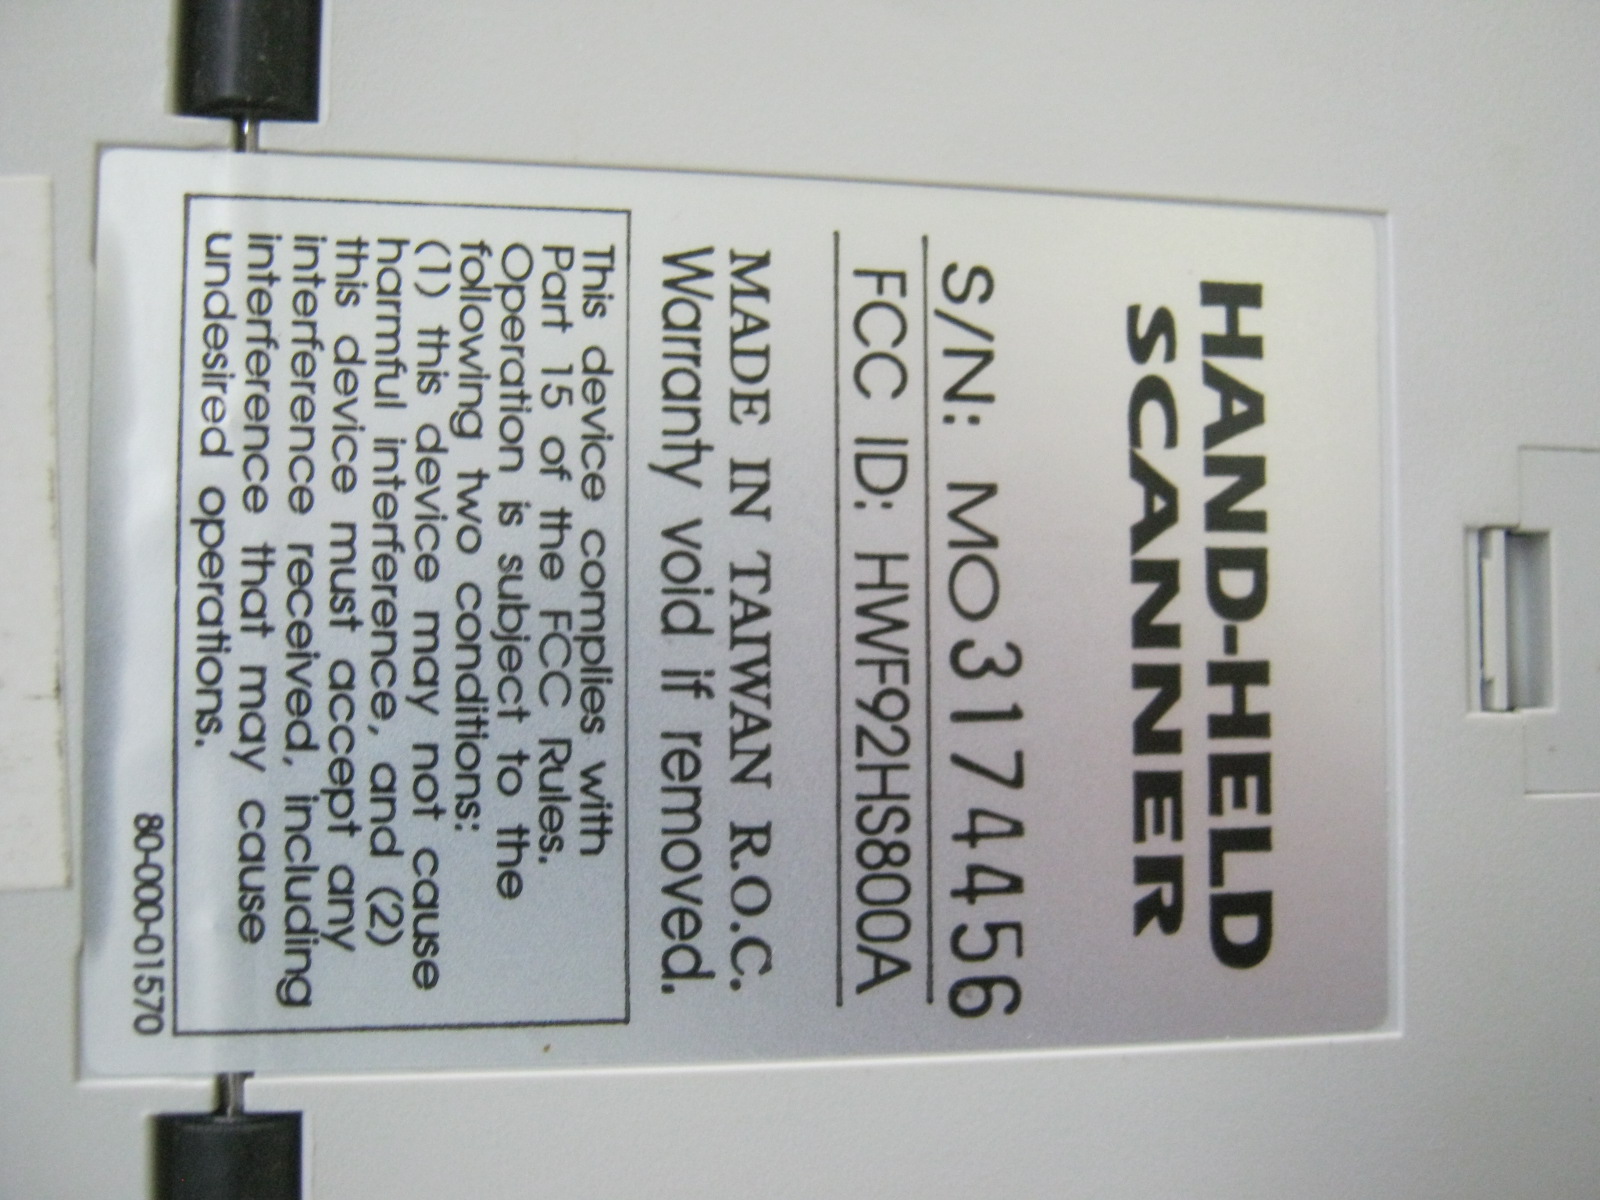 HAND-HELD
SCANNER
S/N: MO3174456
FCC ID: HWF92HS800A
MADE IN TAIWAN R.O.C.
Warranty void if removed.
This device complies with
Part 15 of the FCC Rules.
Operation is subject to the
following two conditions:
(1) this device may not cause
harmful interference, and (2)
this device must accept any
interference received, including
interference that may cause
undesired operations.
80-000-01570